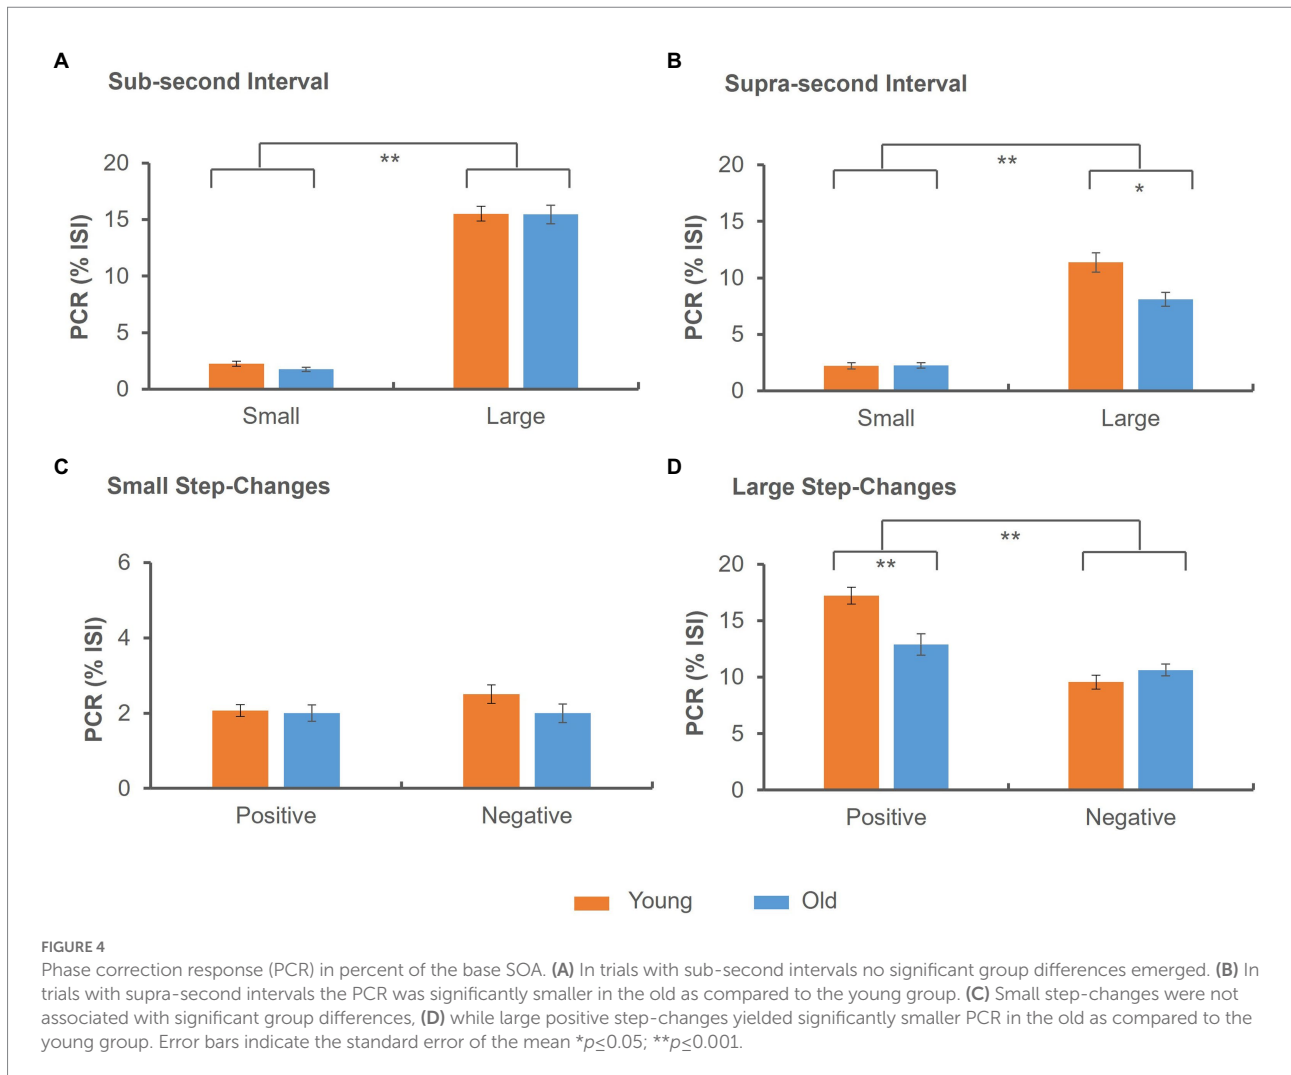 A
Sub-second Interval
**
20
15
10
5
0
PCR (% ISI)
Small
Large
B
Supra-second Interval
**
*
20
15
10
5
0
PCR (% ISI)
Small
Large
C
Small Step-Changes
6
4
2
0
PCR (% ISI)
Positive
Negative
D
Large Step-Changes
**
**
20
15
10
5
0
PCR (% ISI)
Positive
Negative
Young
Old
FIGURE 4
Phase correction response (PCR) in percent of the base SOA. (A) In trials with sub-second intervals no significant group differences emerged. (B) In
trials with supra-second intervals the PCR was significantly smaller in the old as compared to the young group. (C) Small step-changes were not
associated with significant group differences, (D) while large positive step-changes yielded significantly smaller PCR in the old as compared to the
young group. Error bars indicate the standard error of the mean *p≤0.05; **p≤0.001.